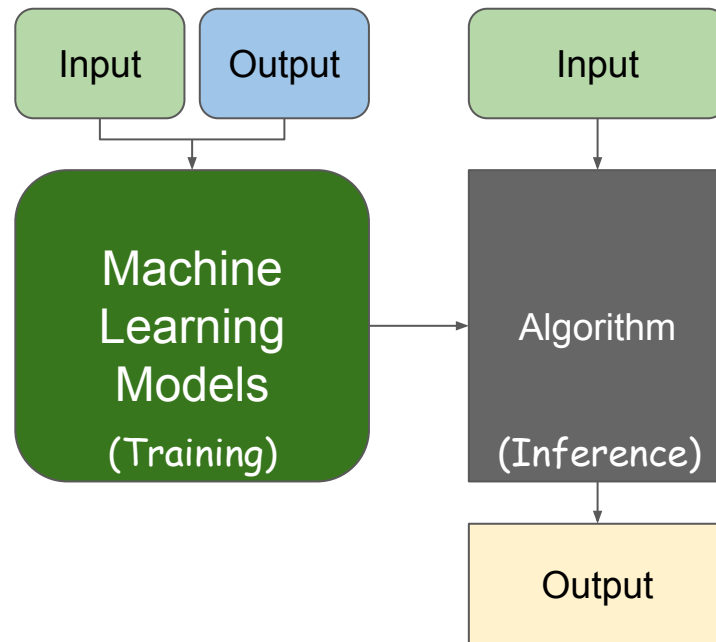 Input
Output
Input
Machine
Learning
Models
(Training)
Algorithm
(Inference)
Output